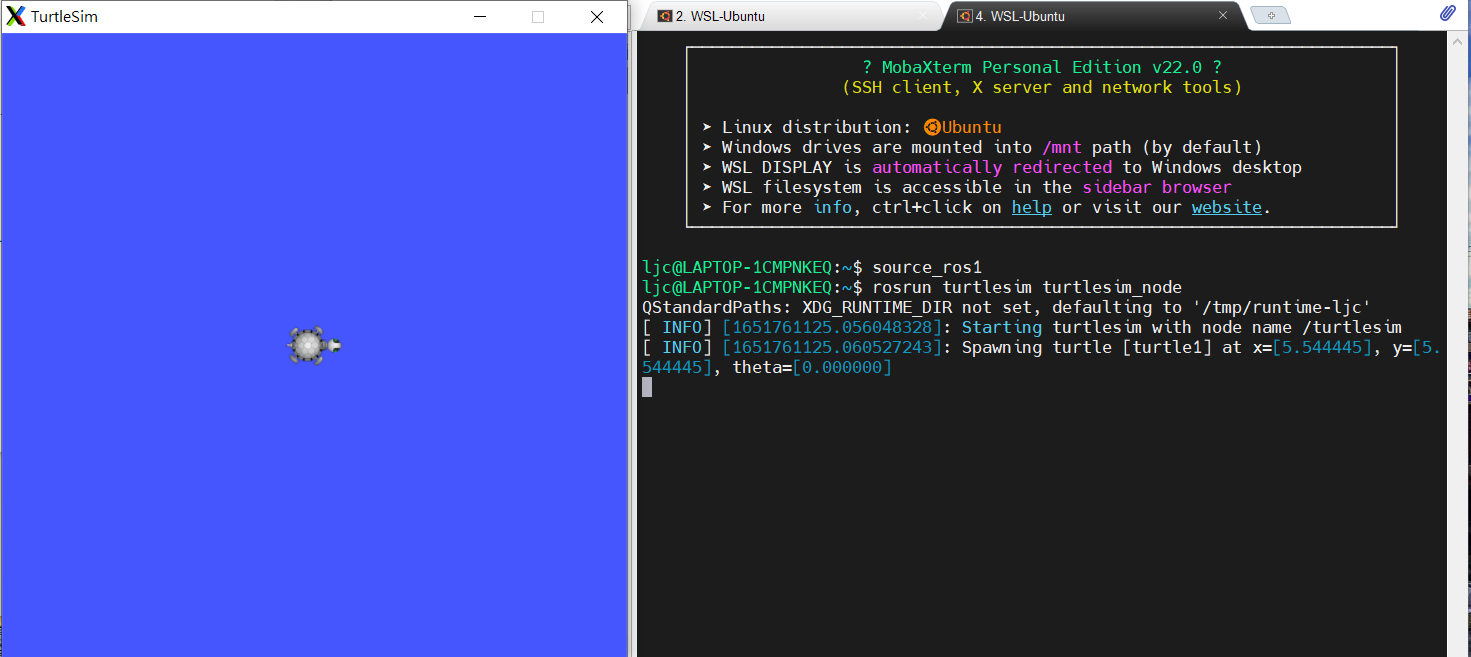 TurtleSim
2. WSL-Ubuntu
4. WSL-Ubuntu
? MobaXterm Personal Edition v22.0 ?
(SSH client, X server and network tools)
➤ Linux distribution: Ubuntu
➤ Windows drives are mounted into /mnt path (by default)
➤ WSL DISPLAY is automatically redirected to Windows desktop
➤ WSL filesystem is accessible in the sidebar browser
➤ For more info, ctrl+click on help or visit our website.
ljc@LAPTOP-1CMPNKEQ:~$ source_ros1
ljc@LAPTOP-1CMPNKEQ:~$ rosrun turtlesim turtlesim_node
QStandardPaths: XDG_RUNTIME_DIR not set, defaulting to '/tmp/runtime-ljc'
[ INFO] [1651761125.056048328]: Starting turtlesim with node name /turtlesim
[ INFO] [1651761125.060527243]: Spawning turtle [turtle1] at x=[5.544445], y=[5.
544445], theta=[0.000000]